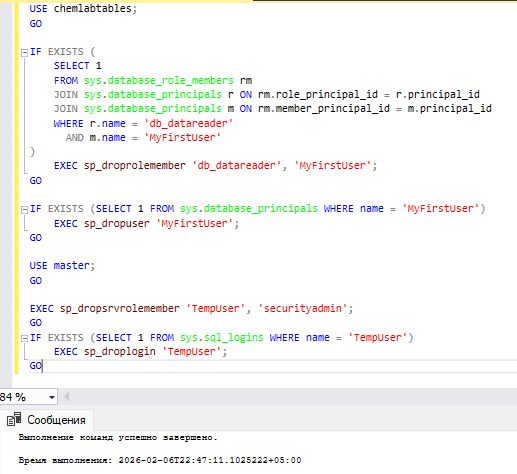 USE chemlabtables;
GO
IF EXISTS (
SELECT 1
FROM sys.database_role_members rm
JOIN sys.database_principals r ON rm.role_principal_id = r.principal_id
JOIN sys.database_principals m ON rm.member_principal_id = m.principal_id
WHERE r.name = 'db_datareader'
AND m.name = 'MyFirstUser'
)
EXEC sp_droprolemember 'db_datareader', 'MyFirstUser';
GO
IF EXISTS (SELECT 1 FROM sys.database_principals WHERE name = 'MyFirstUser')
EXEC sp_dropuser 'MyFirstUser';
GO
USE master;
GO
EXEC sp_dropsrvrolemember 'TempUser', 'securityadmin';
GO
IF EXISTS (SELECT 1 FROM sys.sql_logins WHERE name = 'TempUser')
EXEC sp_droplogin 'TempUser';
GO
84 %
Сообщения
Выполнение команд успешно завершено.
Время выполнения: 2026-02-06T22:47:11.1025222+05:00